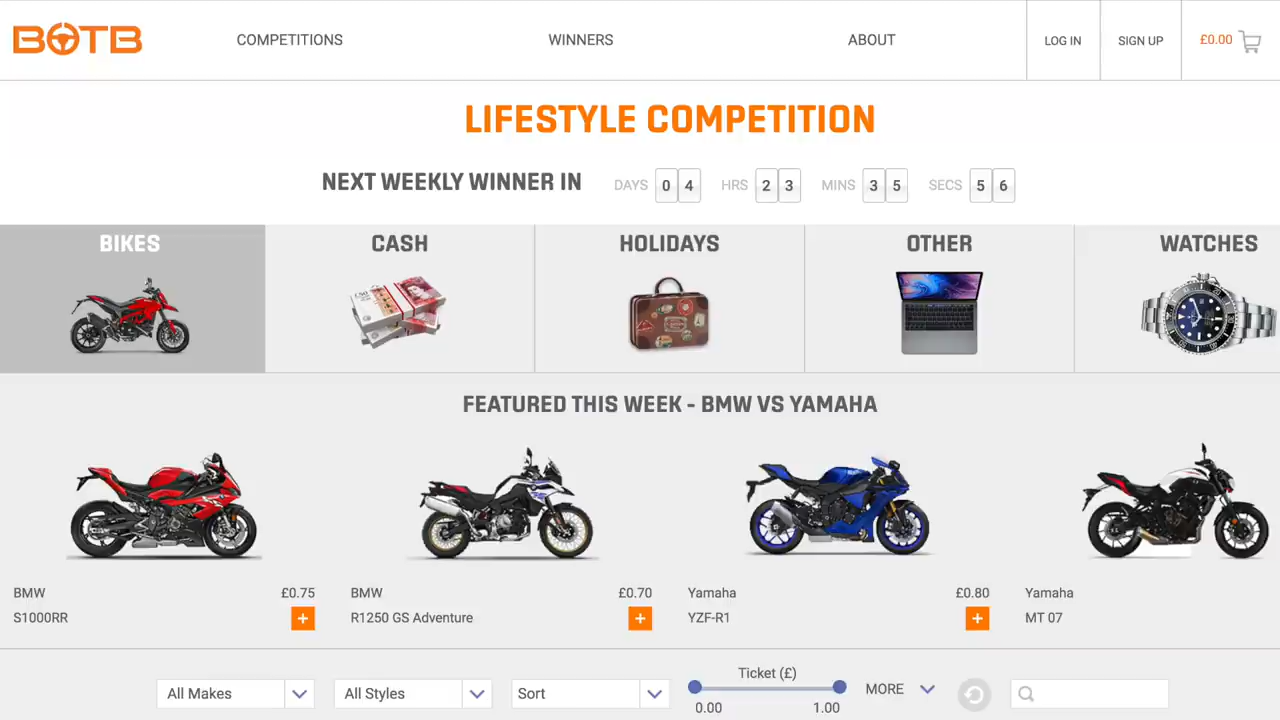 BOTB
COMPETITIONS
WINNERS
ABOUT
LOG IN
SIGN UP
£0.00
LIFESTYLE COMPETITION
NEXT WEEKLY WINNER IN DAYS 0 4 HRS 2 3 MINS 3 5 SECS 5 6
BIKES
CASH
HOLIDAYS
OTHER
WATCHES
FEATURED THIS WEEK - BMW VS YAMAHA
BMW £0.75
S1000RR +
BMW £0.70
R1250 GS Adventure +
Yamaha £0.80
YZF-R1 +
Yamaha
MT 07
All Makes
All Styles
Sort
Ticket (£)
0.00 1.00
MORE